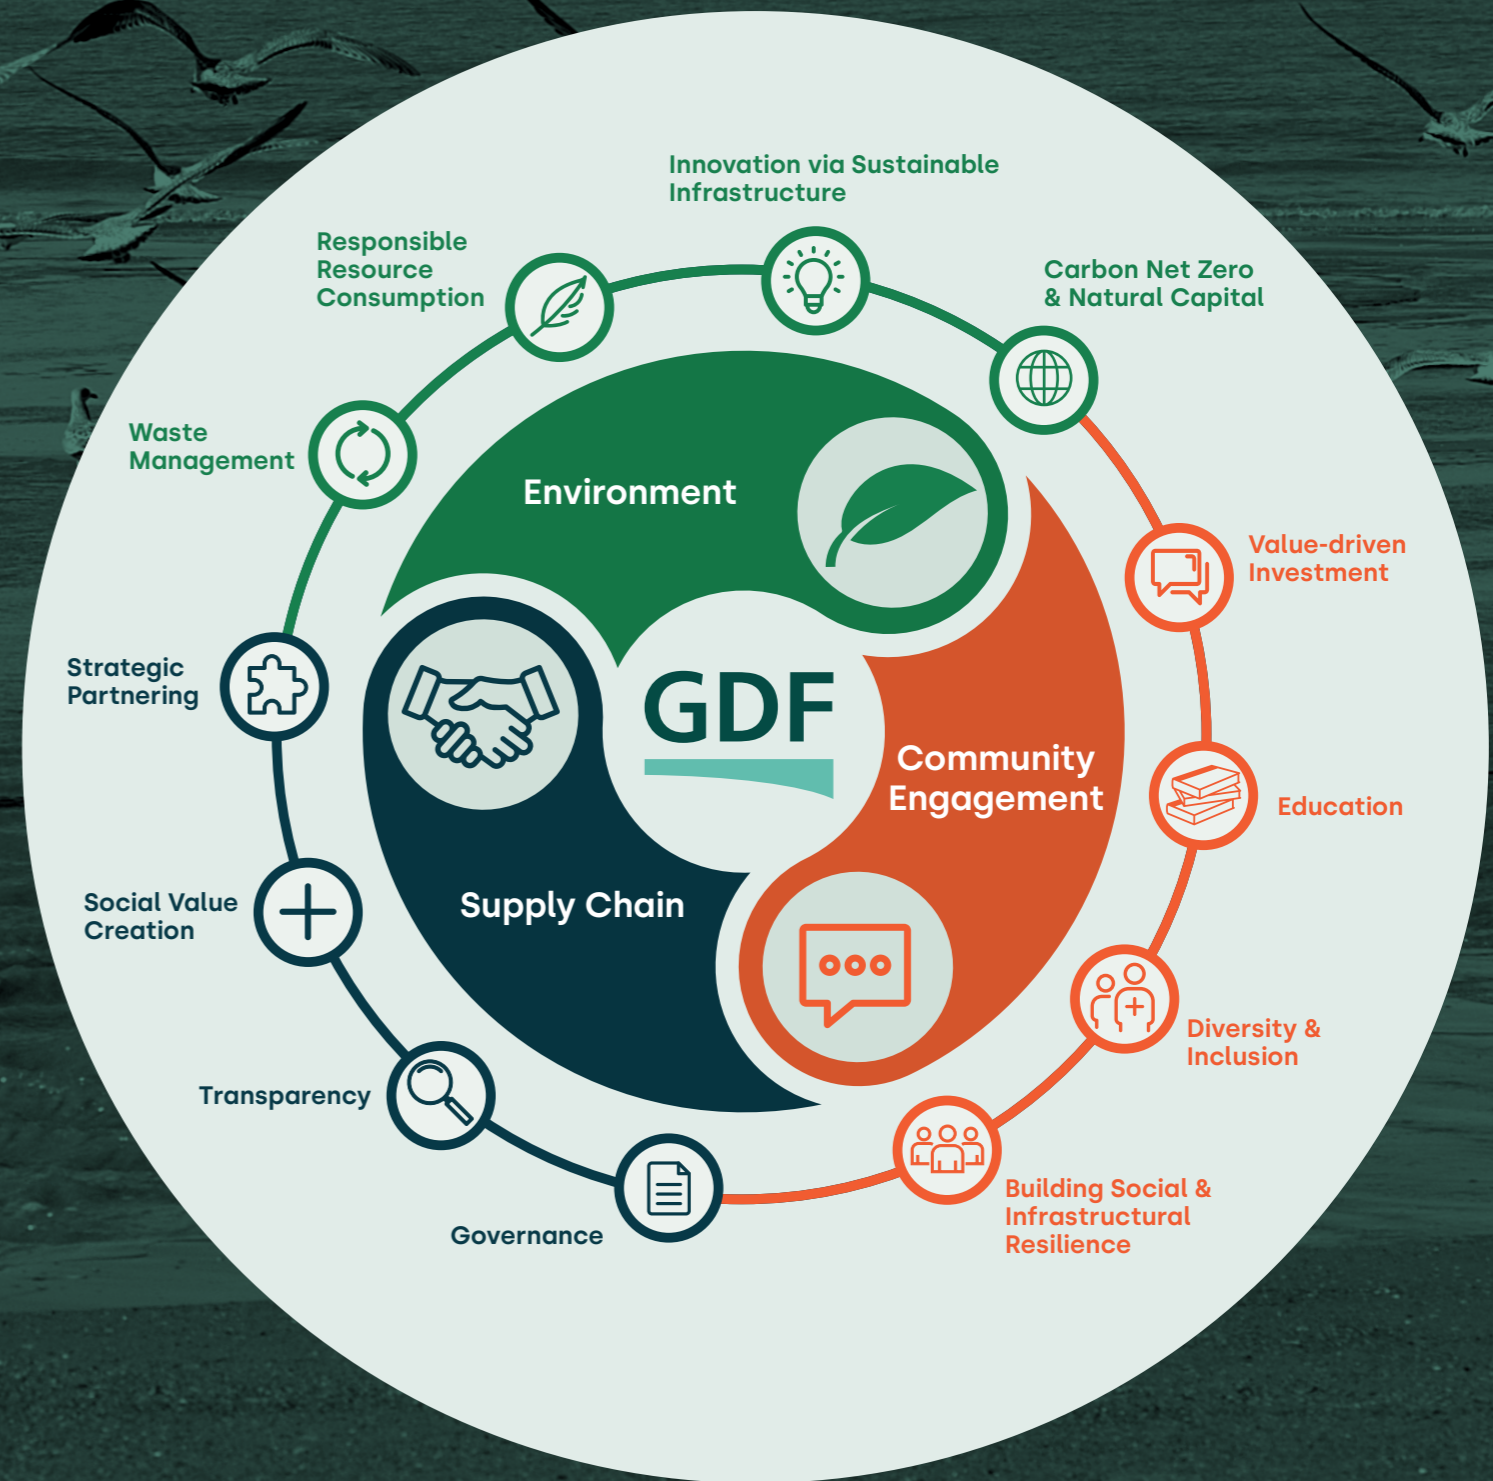 Innovation via Sustainable
Infrastructure
Responsible
Resource
Consumption
Carbon Net Zero
& Natural Capital
Waste
Management
Environment
Value-driven
Investment
Strategic
Partnering
GDF
Community
Engagement
Education
Supply Chain
Social Value
Creation
Diversity &
Inclusion
Transparency
Building Social &
Infrastructural
Resilience
Governance